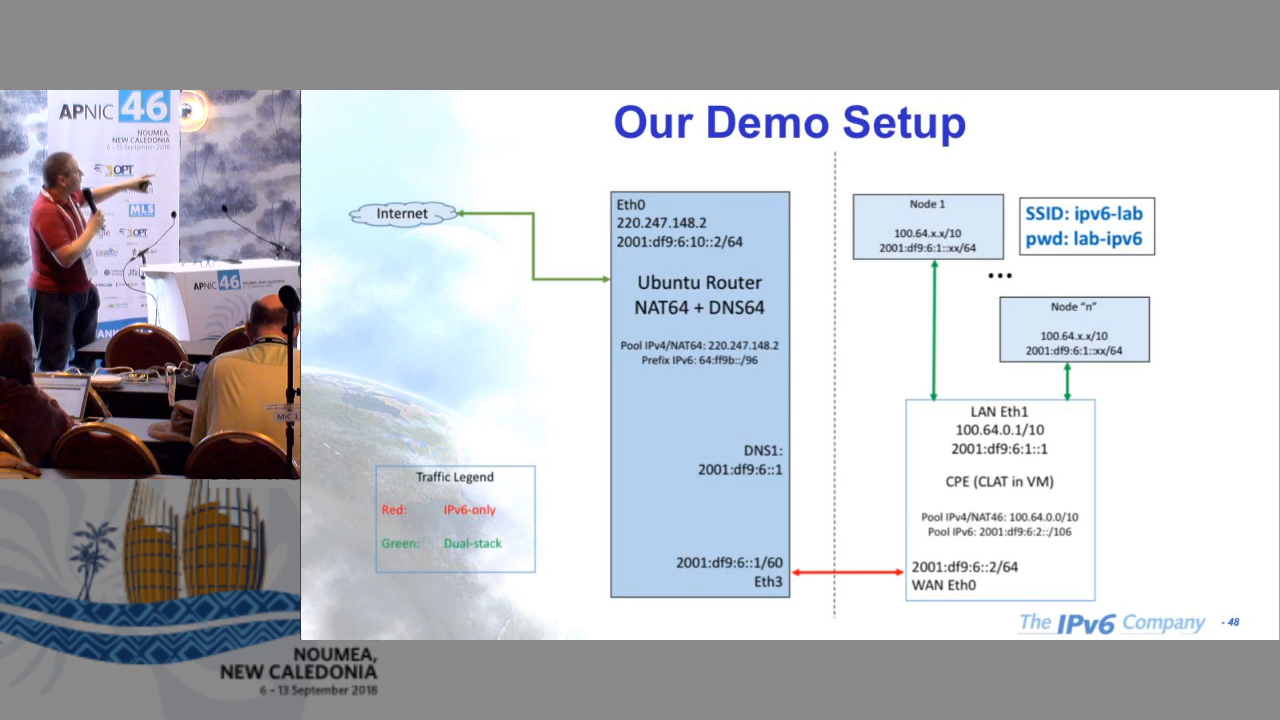 APNIC 46
NOUMEA,
NEW CALEDONIA
6 – 13 September 2018
OPT
MLS
OPT
APNIC 46
MIC 1
NOUMEA,
NEW CALEDONIA
6 – 13 September 2018
Our Demo Setup
Internet
Eth0
220.247.148.2
2001:df9:6:10::2/64
Ubuntu Router
NAT64 + DNS64
Pool IPv4/NAT64: 220.247.148.2
Prefix IPv6: 64:ff9b::/96
DNS1:
2001:df9:6::1
2001:df9:6::1/60
Eth3
Traffic Legend
Red: IPv6-only
Green: Dual-stack
Node 1
100.64.x.x/10
2001:df9:6:1::xx/64
SSID: ipv6-lab
pwd: lab-ipv6
...
Node "n"
100.64.x.x/10
2001:df9:6:1::xx/64
LAN Eth1
100.64.0.1/10
2001:df9:6:1::1
CPE (CLAT in VM)
Pool IPv4/NAT46: 100.64.0.0/10
Pool IPv6: 2001:df9:6:2::/106
2001:df9:6::2/64
WAN Eth0
The IPv6 Company
- 48